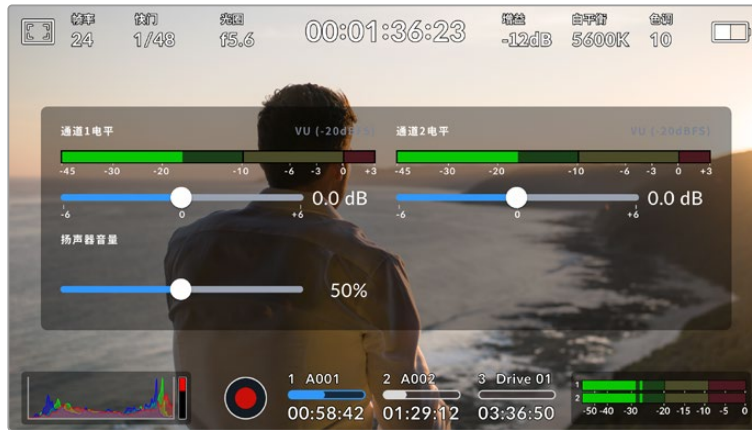 帧率 快门 光圈 00:01:36:23 增益 白平衡 色调
24 1/48 f5.6 -12dB 5600K 10
通道1电平 VU (-20dBFS) 通道2电平 VU (-20dBFS)
-45 -30 -20 -10 -6 -3 0 +3 -45 -30 -20 -10 -6 -3 0 +3
0.0 dB 0.0 dB
-6 0 +6 -6 0 +6
扬声器音量
50%
1 A001 2 A002 3 Drive 01
00:58:42 01:29:12 03:36:50
1
2
-50 -40 -30 -20 -15 -10 -5 0